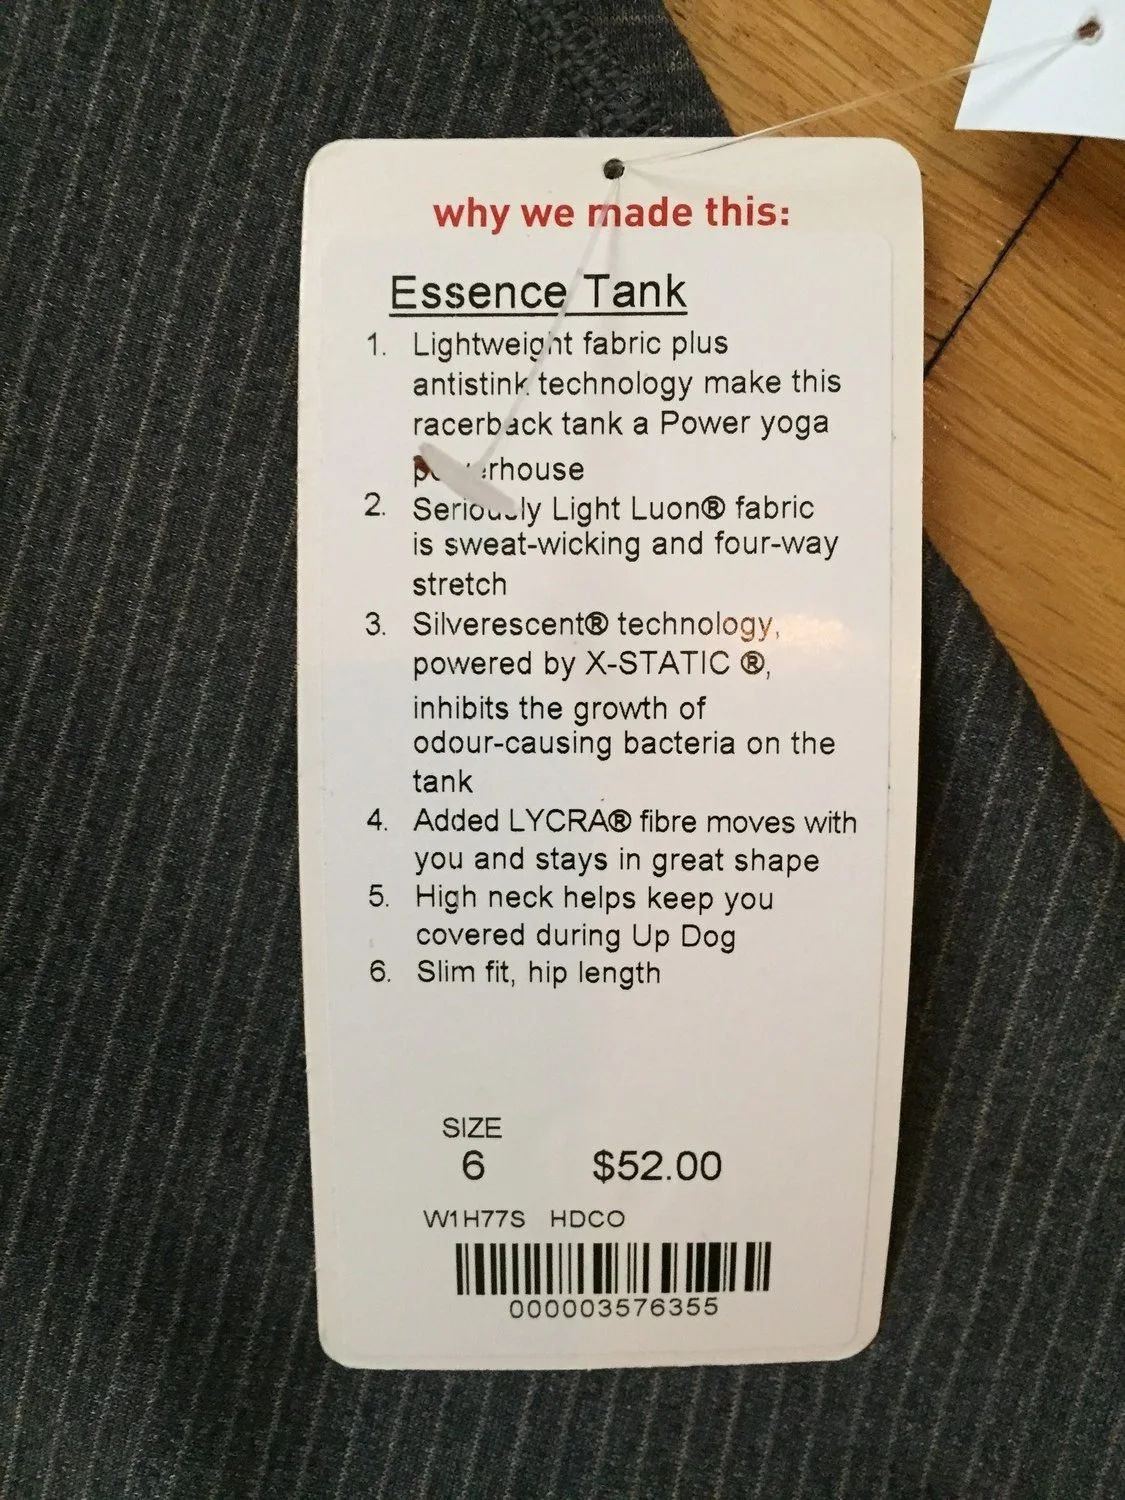 why we made this:
Essence Tank
1. Lightweight fabric plus
antistink technology make this
racerback tank a Power yoga
powerhouse
2. Seriously Light Luon® fabric
is sweat-wicking and four-way
stretch
3. Silverescent® technology,
powered by X-STATIC ®,
inhibits the growth of
odour-causing bacteria on the
tank
4. Added LYCRA® fibre moves with
you and stays in great shape
5. High neck helps keep you
covered during Up Dog
6. Slim fit, hip length
SIZE
6 $52.00
W1H77S HDCO
000003576355